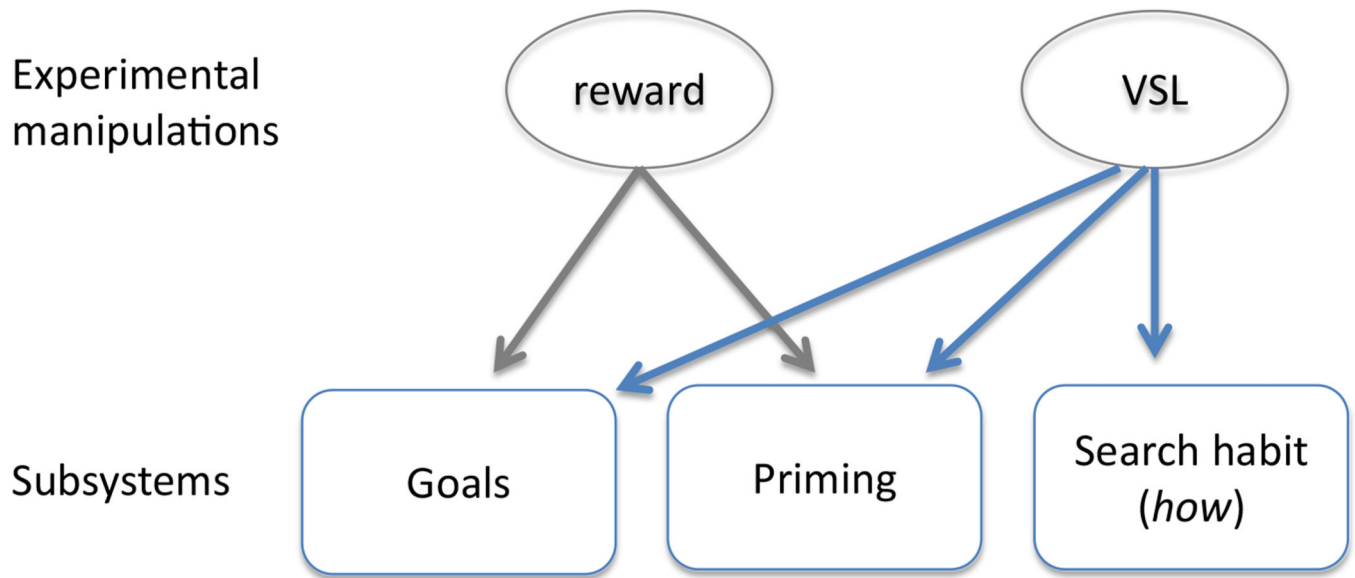 Experimental
manipulations
reward
VSL
Subsystems
Goals
Priming
Search habit
(how)